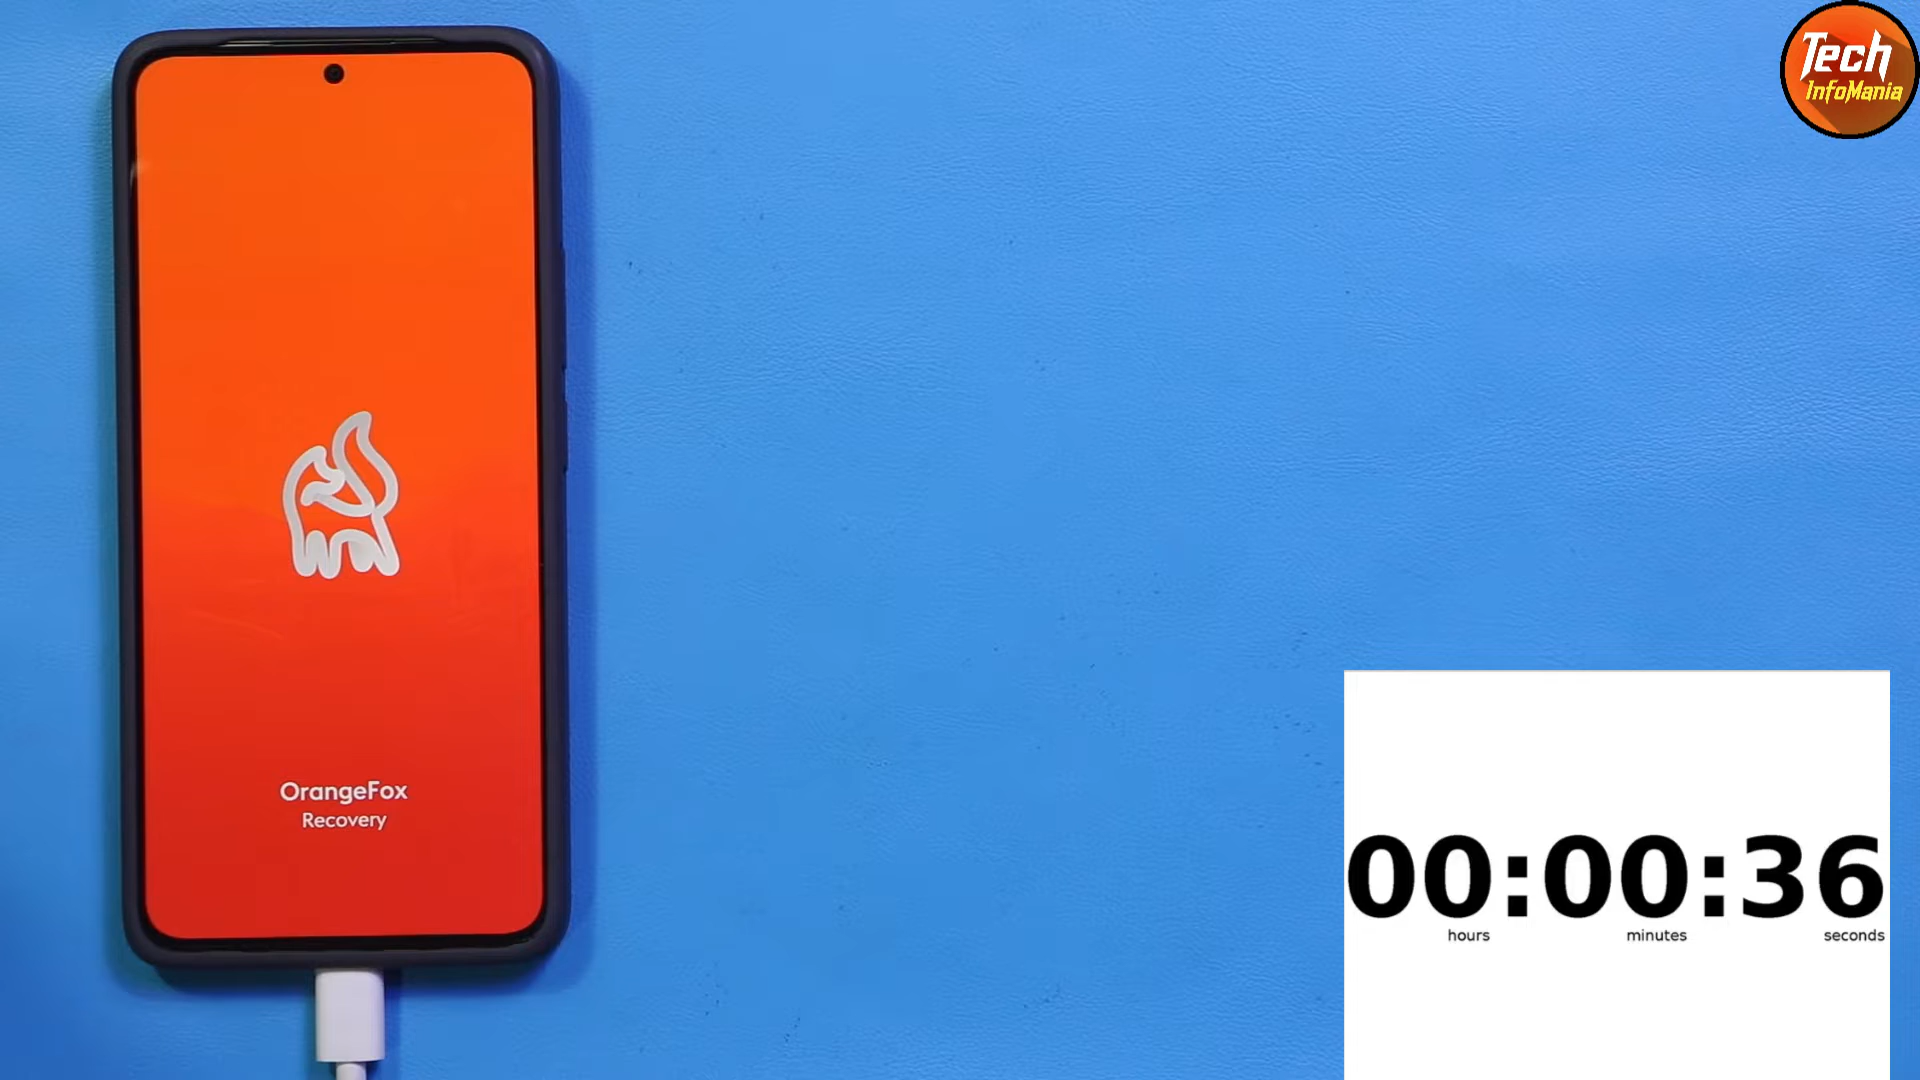 Tech
InfoMania
OrangeFox
Recovery
00:00:36
hours minutes seconds